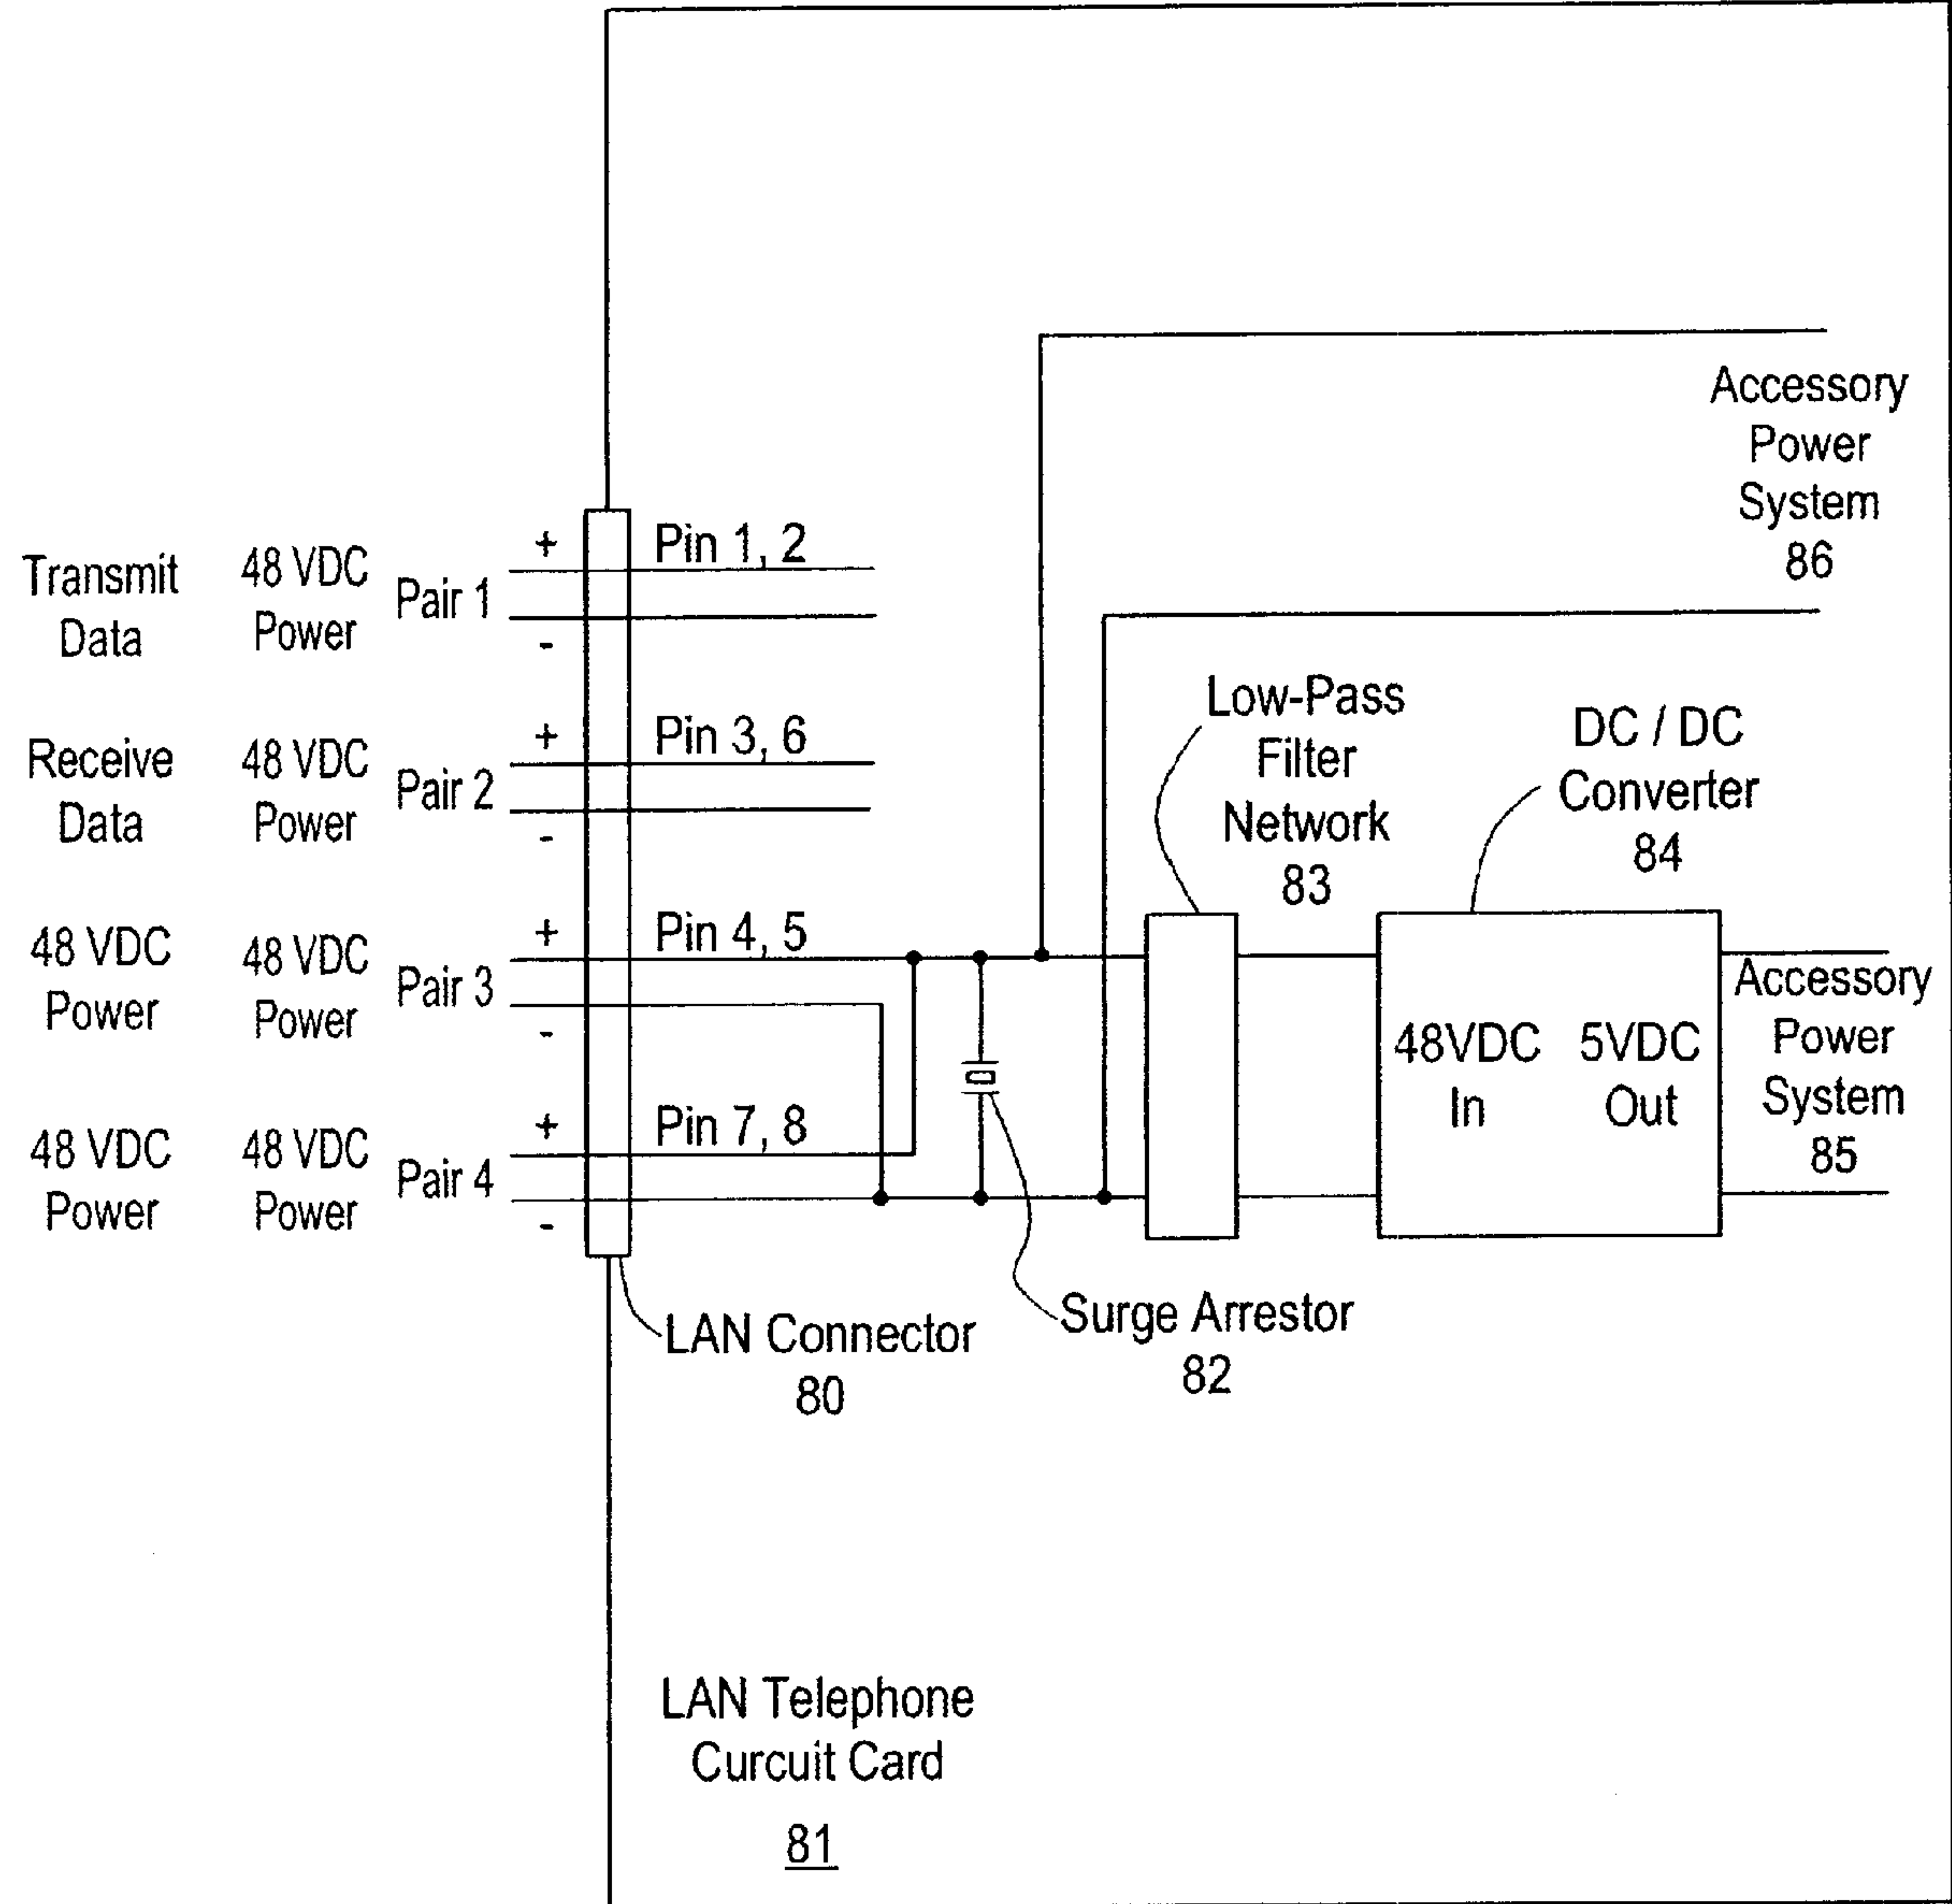 Accessory
Power
System
86
Transmit
Data
48 VDC
Power
Pair 1
+
-
Pin 1, 2
Receive
Data
48 VDC
Power
Pair 2
+
-
Pin 3, 6
Low-Pass
Filter
Network
83
DC / DC
Converter
84
48 VDC
Power
48 VDC
Power
Pair 3
+
-
Pin 4, 5
48VDC
In
5VDC
Out
Accessory
Power
System
85
48 VDC
Power
48 VDC
Power
Pair 4
+
-
Pin 7, 8
LAN Connector
80
Surge Arrestor
82
LAN Telephone
Curcuit Card
81